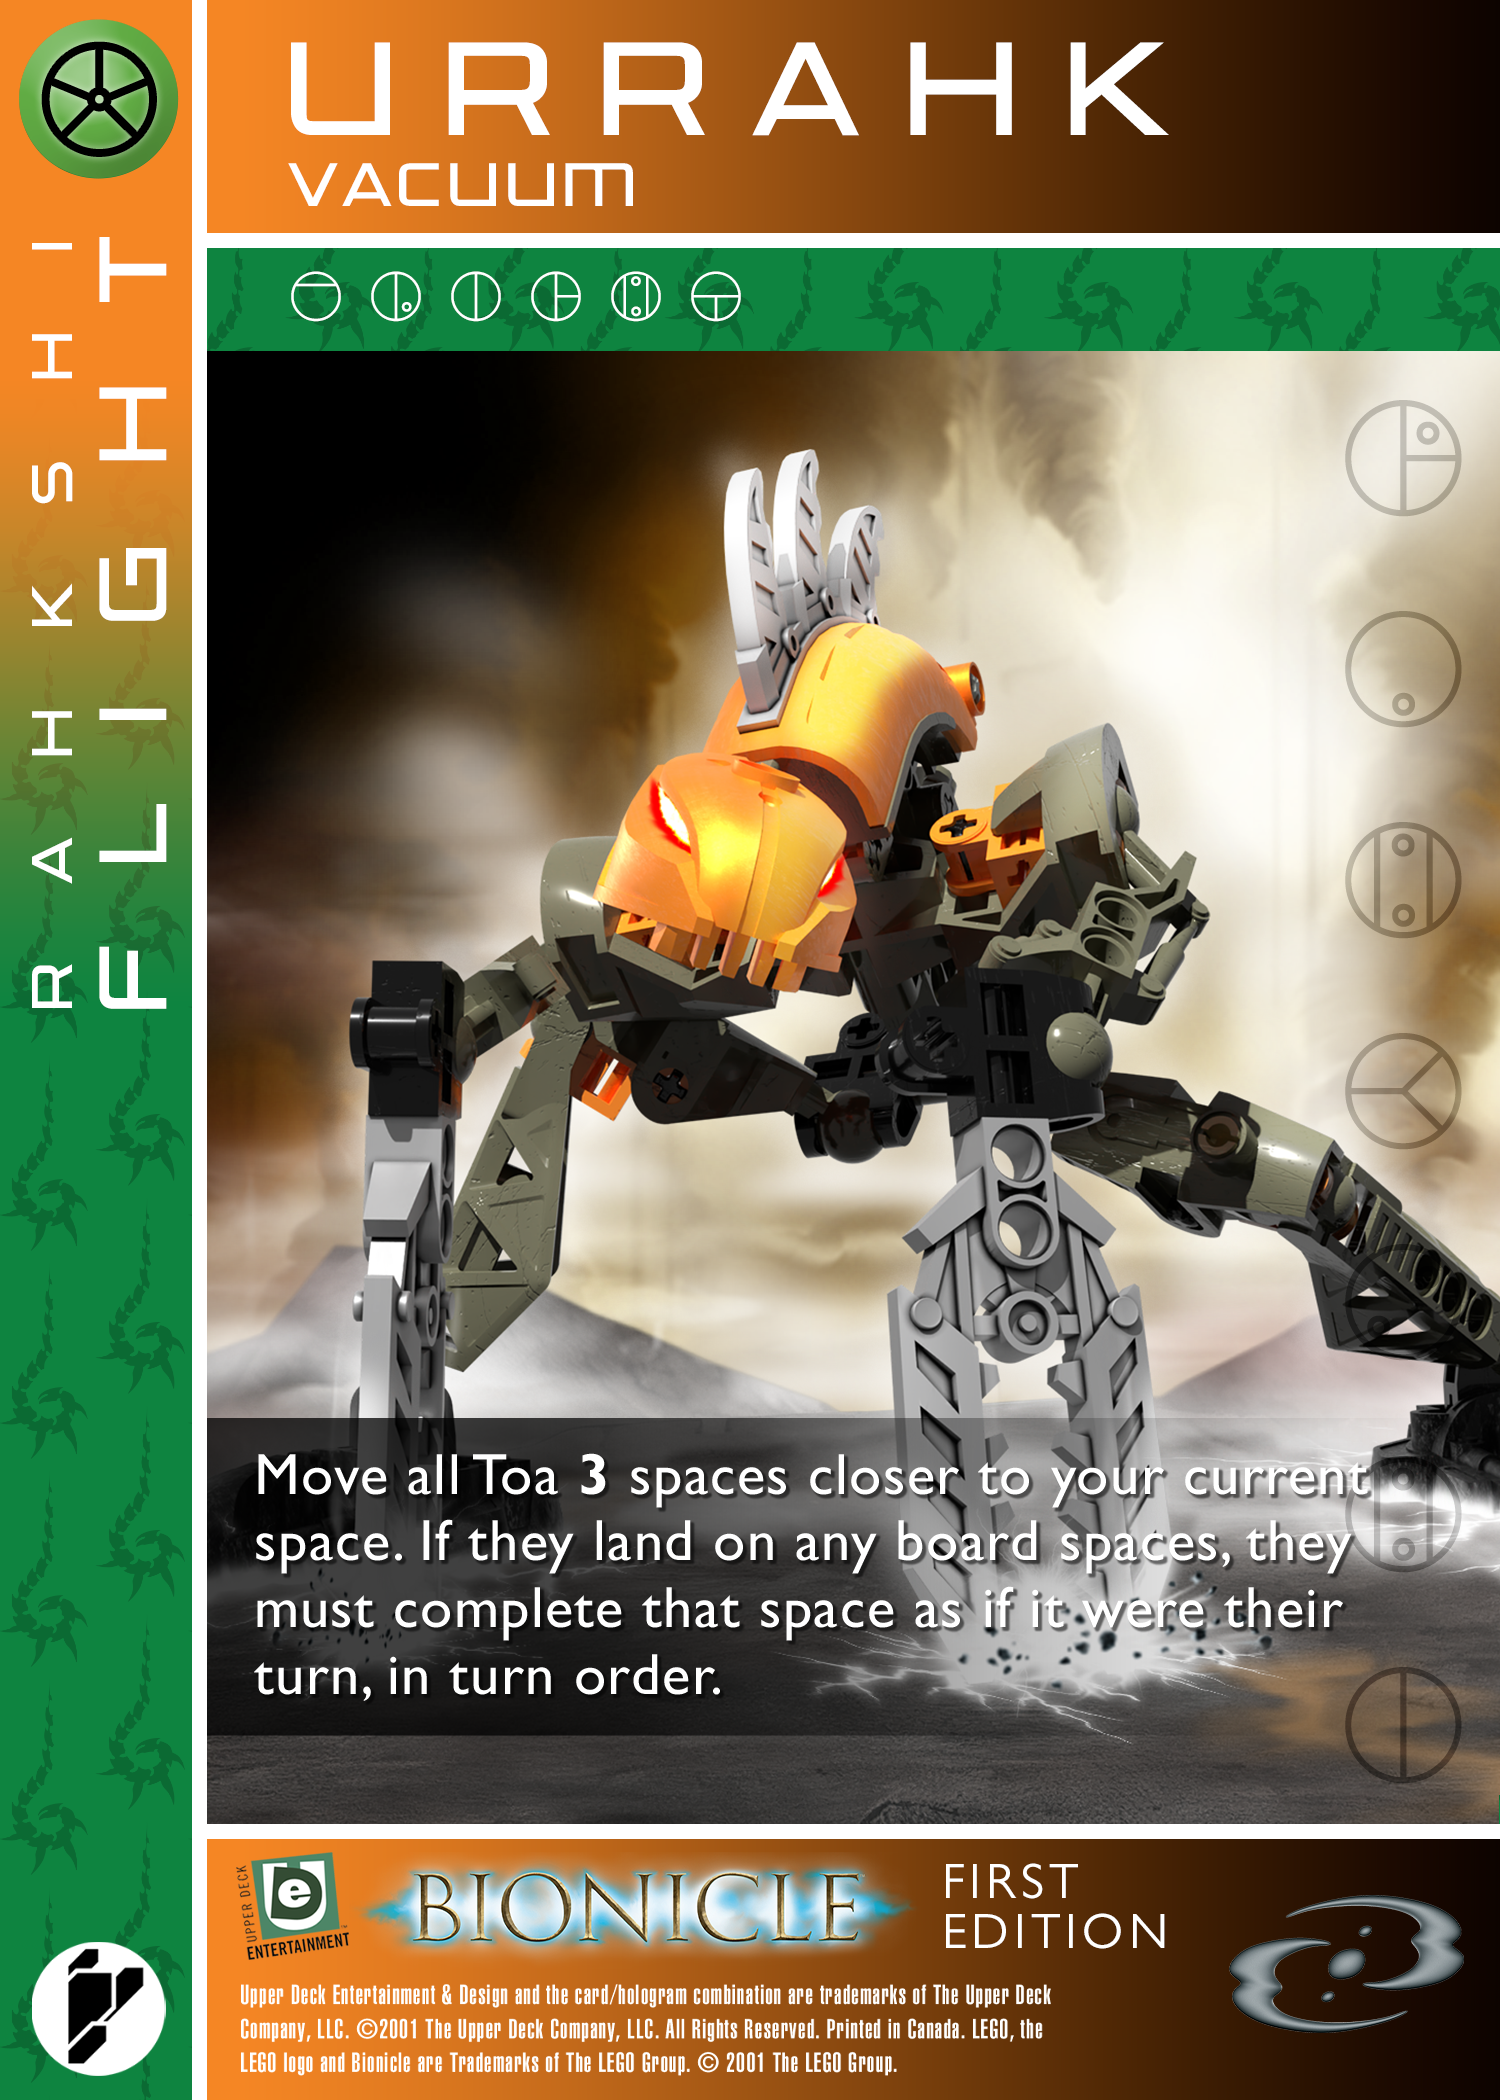 URRAHK
VACUUM
RAHKSHI
FLIGHT
Move all Toa 3 spaces closer to your current
space. If they land on any board spaces, they
must complete that space as if it were their
turn, in turn order.
UPPER DECK
e
ENTERTAINMENT
BIONICLE
FIRST
EDITION
Upper Deck Entertainment & Design and the card/hologram combination are trademarks of The Upper Deck
Company, LLC. ©2001 The Upper Deck Company, LLC. All Rights Reserved. Printed in Canada. LEGO, the
LEGO logo and Bionicle are Trademarks of The LEGO Group. © 2001 The LEGO Group.